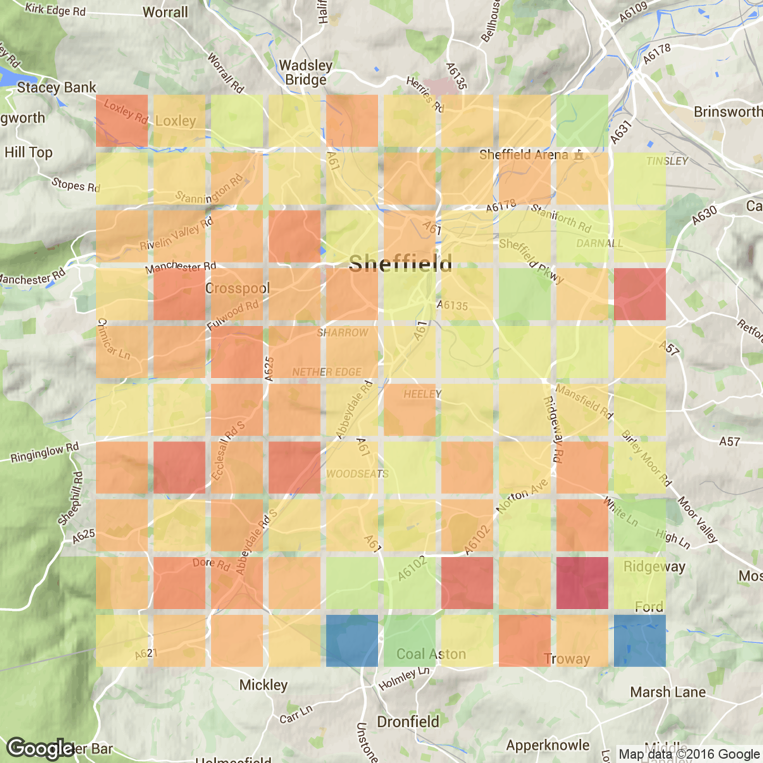 Kirk Edge Rd
Worrall
Halif
Bellhouse
A6109
A6135
A6178
Wadsley
Bridge
Worrall Rd
Stacey Bank
Herries Rd
Loxley Rd
Loxley
gworth
A61
A631
Brinsworth
Hill Top
Sheffield Arena
TINSLEY
Stopes Rd
Stannington Rd
A6178
Staniforth Rd
A630
Ca
Rivelin Valley Rd
A61
DARNALL
Manchester Rd
Manchester Rd
Sheffield
Sheffield Pkwy
Crosspool
A6135
Fulwood Rd
Crimicar Ln
SHARROW
A61
Retfo
A57
A625
NETHER EDGE
HEELEY
Abbeydale Rd
Mansfield Rd
Ridgeway Rd
Ecclesall Rd S
Birley Moor Rd
A57
Ringinglow Rd
A61
WOODSEATS
Sheephill Rd
Norton Ave
Moor Valley
White Ln
Abbeydale Rd S
A625
A61
A6102
High Ln
Dore Rd
A6102
Ridgeway
Mos
Ford
A621
Coal Aston
Troway
Mickley
Holmley Ln
Marsh Lane
Carr Ln
Unstone
Dronfield
Apperknowle
Google
er Bar
Holmesfield
Middle
Handley
Map data ©2016 Google